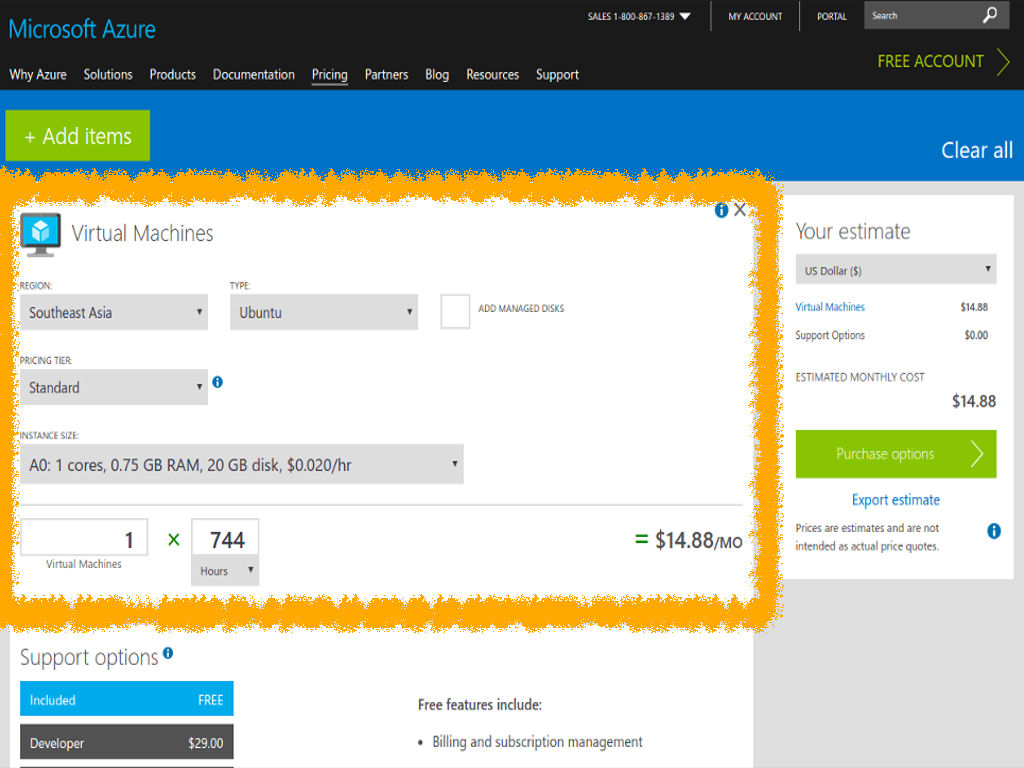 SALES 1-800-867-1389 MY ACCOUNT PORTAL Search
Microsoft Azure
FREE ACCOUNT
Why Azure Solutions Products Documentation Pricing Partners Blog Resources Support
+ Add items
Clear all
Virtual Machines
REGION: TYPE:
Southeast Asia Ubuntu ADD MANAGED DISKS
PRICING TIER:
Standard
INSTANCE SIZE:
A0: 1 cores, 0.75 GB RAM, 20 GB disk, $0.020/hr
1 × 744 = $14.88/MO
Virtual Machines Hours
Your estimate
US Dollar ($)
Virtual Machines $14.88
Support Options $0.00
ESTIMATED MONTHLY COST
$14.88
Purchase options
Export estimate
Prices are estimates and are not
intended as actual price quotes.
Support options
Included FREE
Developer $29.00
Free features include:
• Billing and subscription management